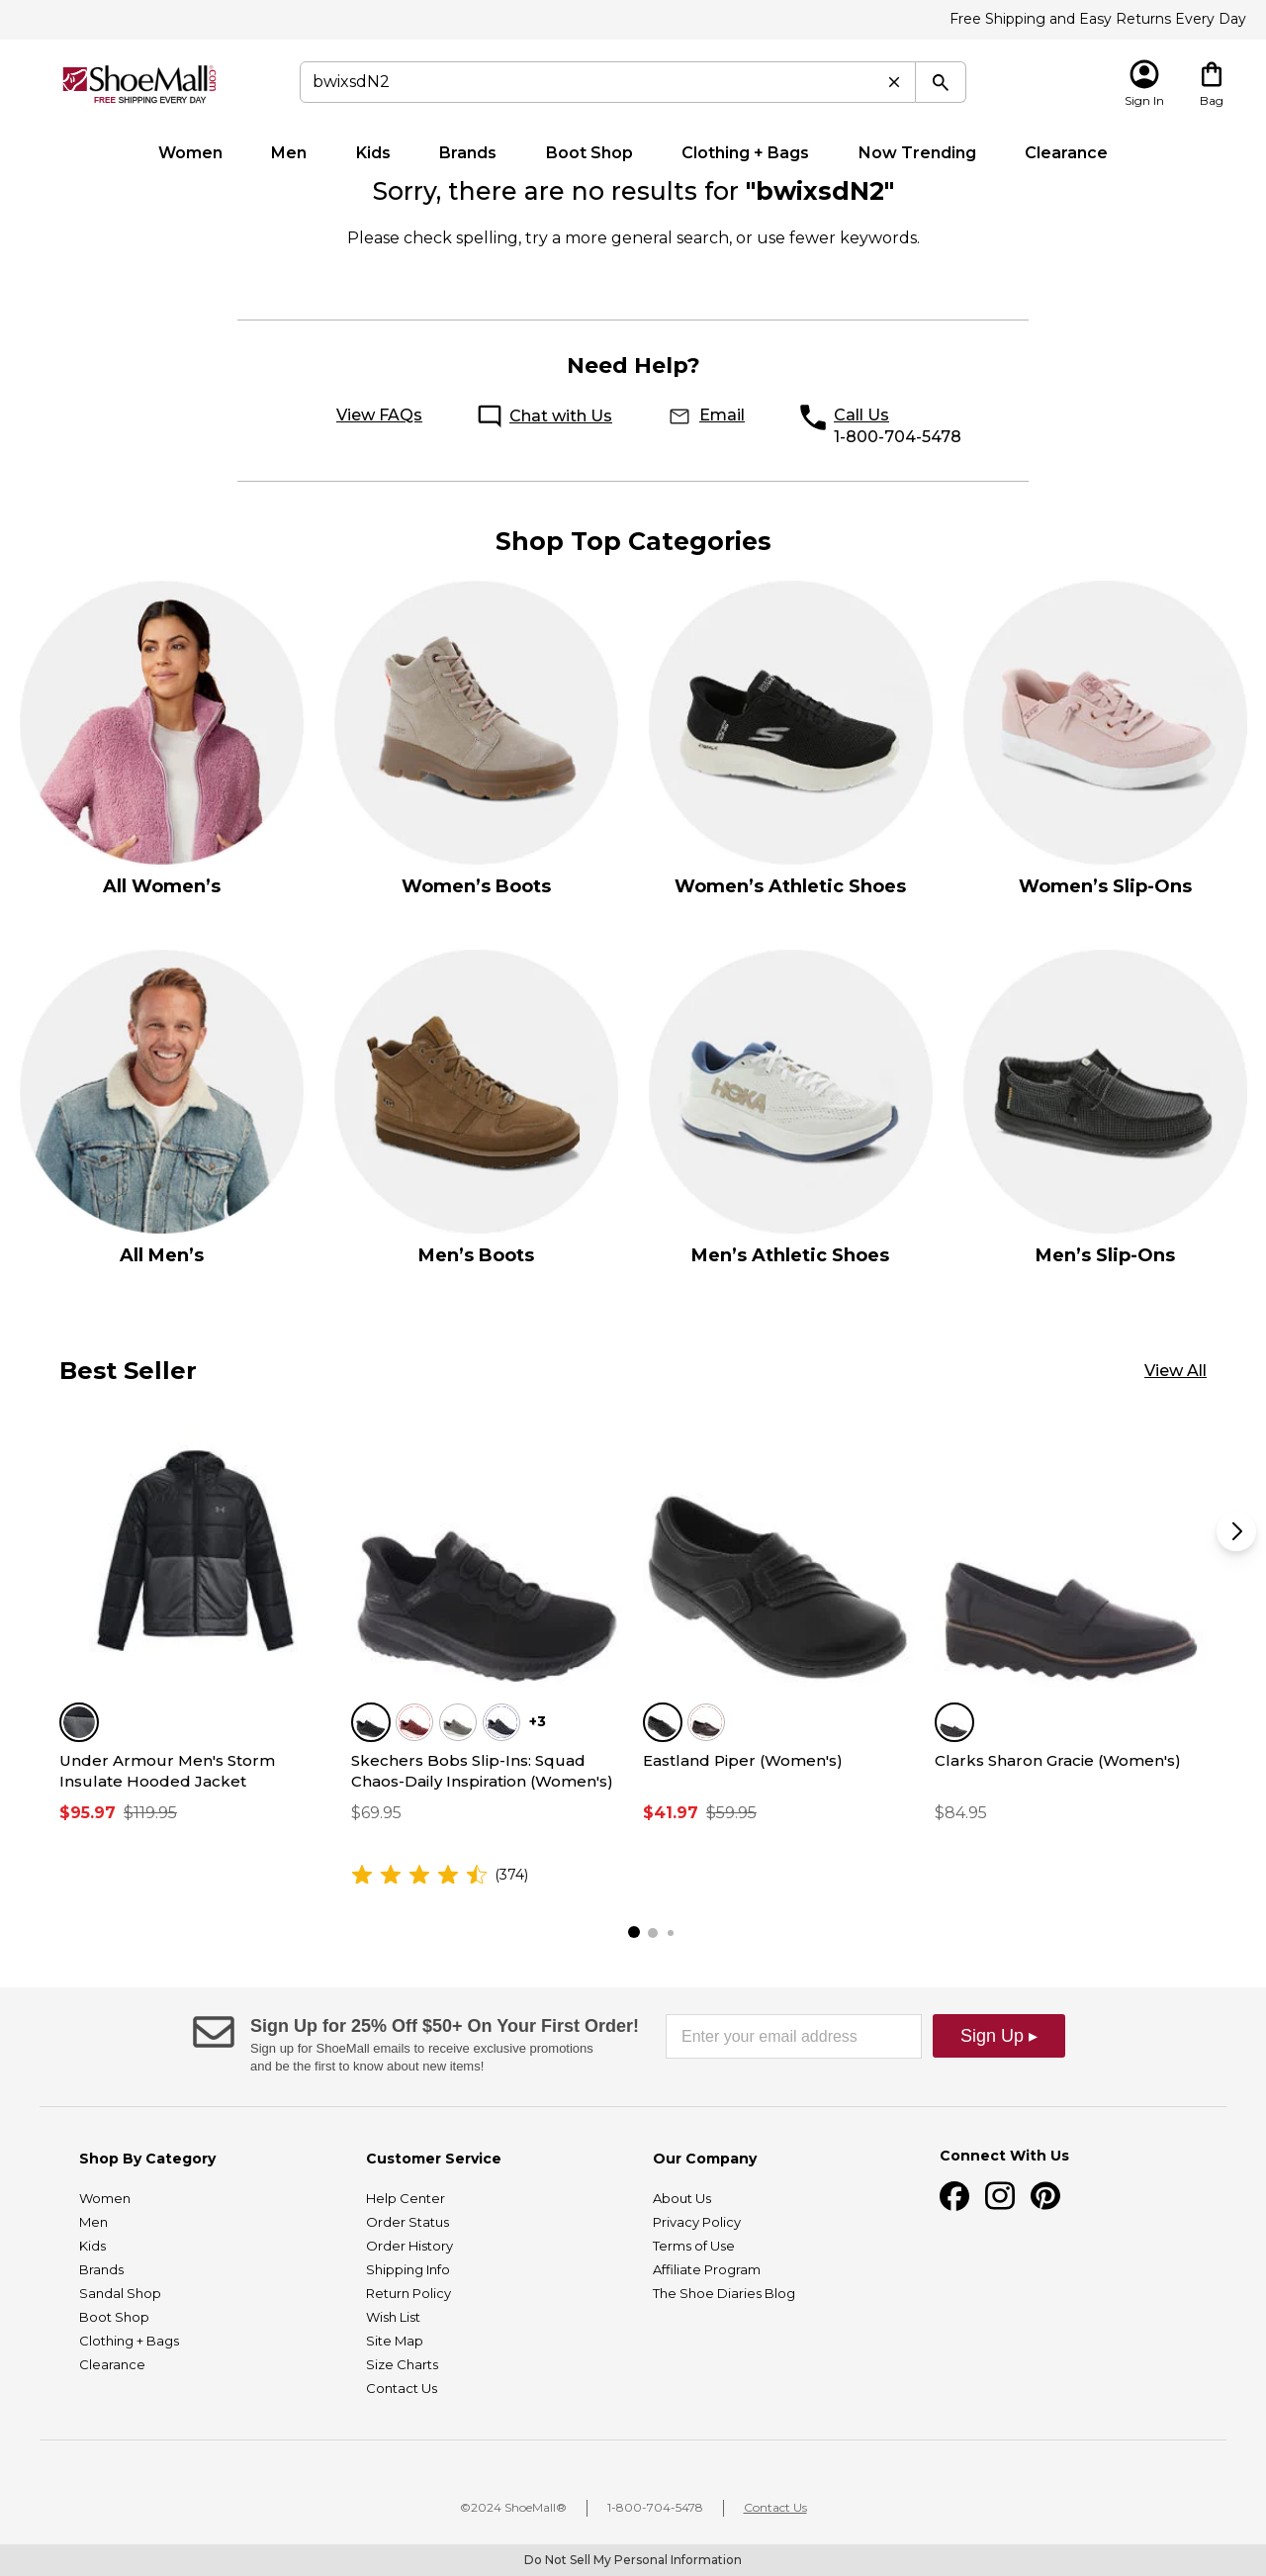 Free Shipping and Easy Returns Every Day
ShoeMall.com®
FREE SHIPPING EVERY DAY
bwixsdN2
Sign In
Bag
Women Men Kids Brands Boot Shop Clothing + Bags Now Trending Clearance
Sorry, there are no results for "bwixsdN2"
Please check spelling, try a more general search, or use fewer keywords.
Need Help?
View FAQs Chat with Us Email Call Us
1-800-704-5478
Shop Top Categories
All Women’s Women’s Boots Women’s Athletic Shoes Women’s Slip-Ons
HOKA
All Men’s Men’s Boots Men’s Athletic Shoes Men’s Slip-Ons
Best Seller View All
+3
Under Armour Men's Storm
Insulate Hooded Jacket
$95.97 $119.95
Skechers Bobs Slip-Ins: Squad
Chaos-Daily Inspiration (Women's)
$69.95
(374)
Eastland Piper (Women's)
$41.97 $59.95
Clarks Sharon Gracie (Women's)
$84.95
Sign Up for 25% Off $50+ On Your First Order!
Sign up for ShoeMall emails to receive exclusive promotions
and be the first to know about new items!
Enter your email address
Sign Up ▸
Shop By Category
Women
Men
Kids
Brands
Sandal Shop
Boot Shop
Clothing + Bags
Clearance
Customer Service
Help Center
Order Status
Order History
Shipping Info
Return Policy
Wish List
Site Map
Size Charts
Contact Us
Our Company
About Us
Privacy Policy
Terms of Use
Affiliate Program
The Shoe Diaries Blog
Connect With Us
©2024 ShoeMall® 1-800-704-5478 Contact Us
Do Not Sell My Personal Information